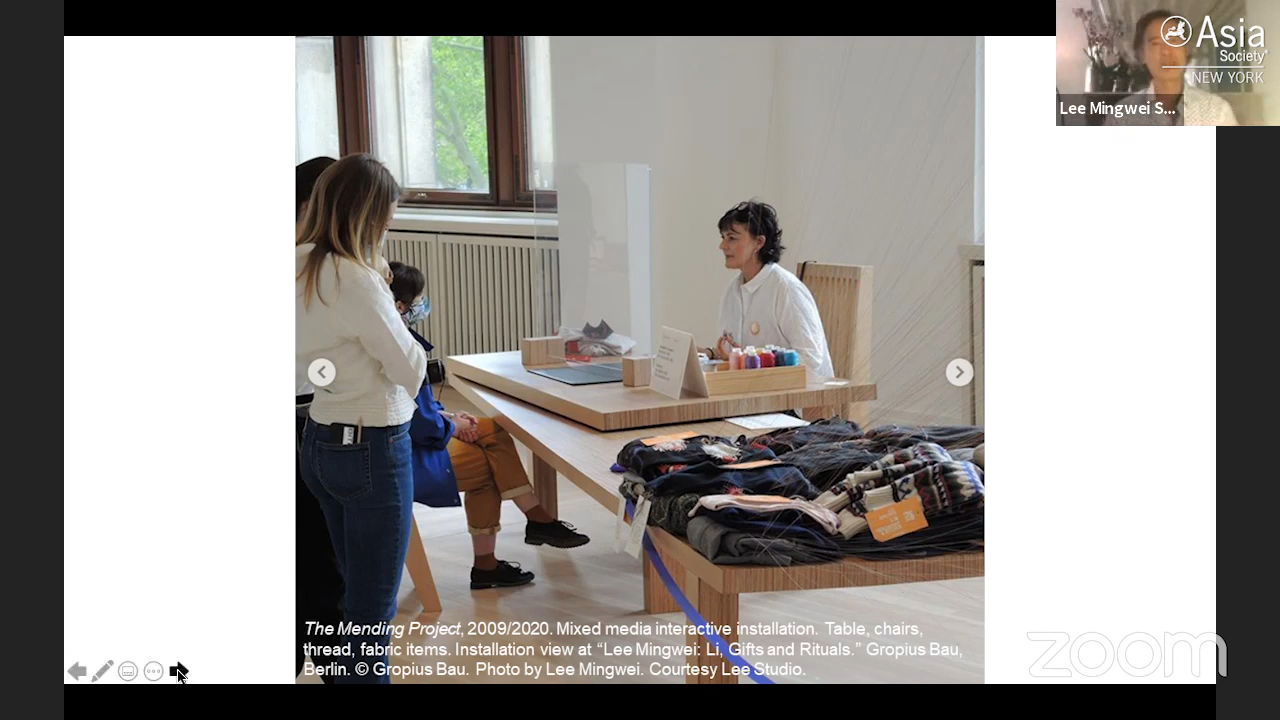 Asia
Society
NEW YORK
Lee Mingwei S...
The Mending Project, 2009/2020. Mixed media interactive installation. Table, chairs,
thread, fabric items. Installation view at “Lee Mingwei: Li, Gifts and Rituals.” Gropius Bau,
Berlin. © Gropius Bau. Photo by Lee Mingwei. Courtesy Lee Studio.
zoom